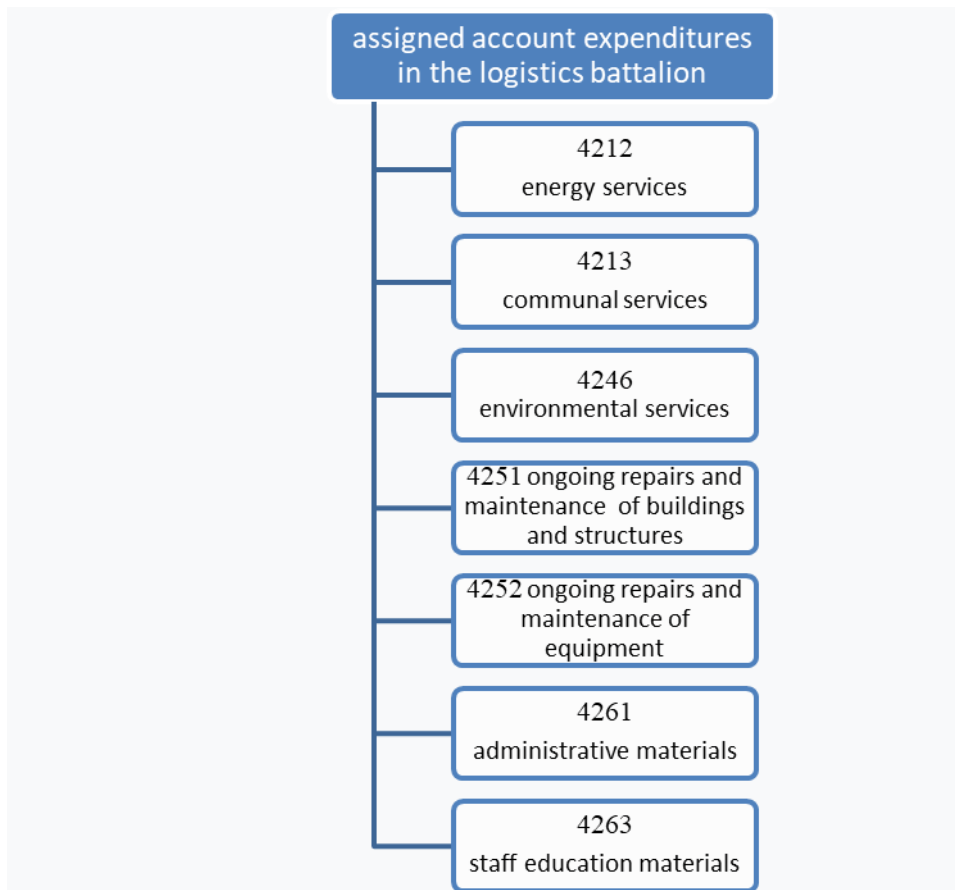 assigned account expenditures
in the logistics battalion
4212
energy services
4213
communal services
4246
environmental services
4251 ongoing repairs and
maintenance of buildings
and structures
4252 ongoing repairs and
maintenance of
equipment
4261
administrative materials
4263
staff education materials